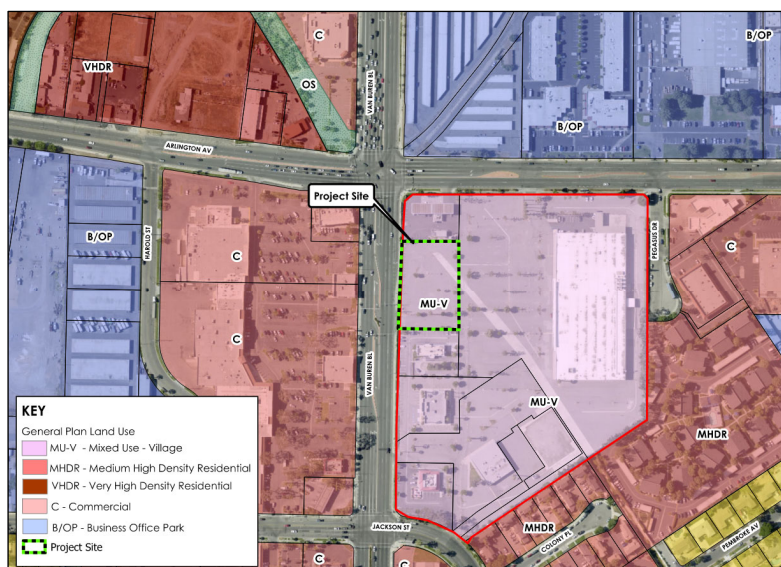 C
B/OP
VHDR
OS
VAN BUREN BL
B/OP
ARLINGTON AV
Project Site
HAROLD ST
B/OP
C
PEGASUS DR
C
MU-V
C
VAN BUREN BL
MU-V
MHDR
KEY
General Plan Land Use
MU-V - Mixed Use - Village
MHDR - Medium High Density Residential
VHDR - Very High Density Residential
C - Commercial
B/OP - Business Office Park
Project Site
JACKSON ST
MHDR
COLONY PL
PEMBROKE AV
C
C